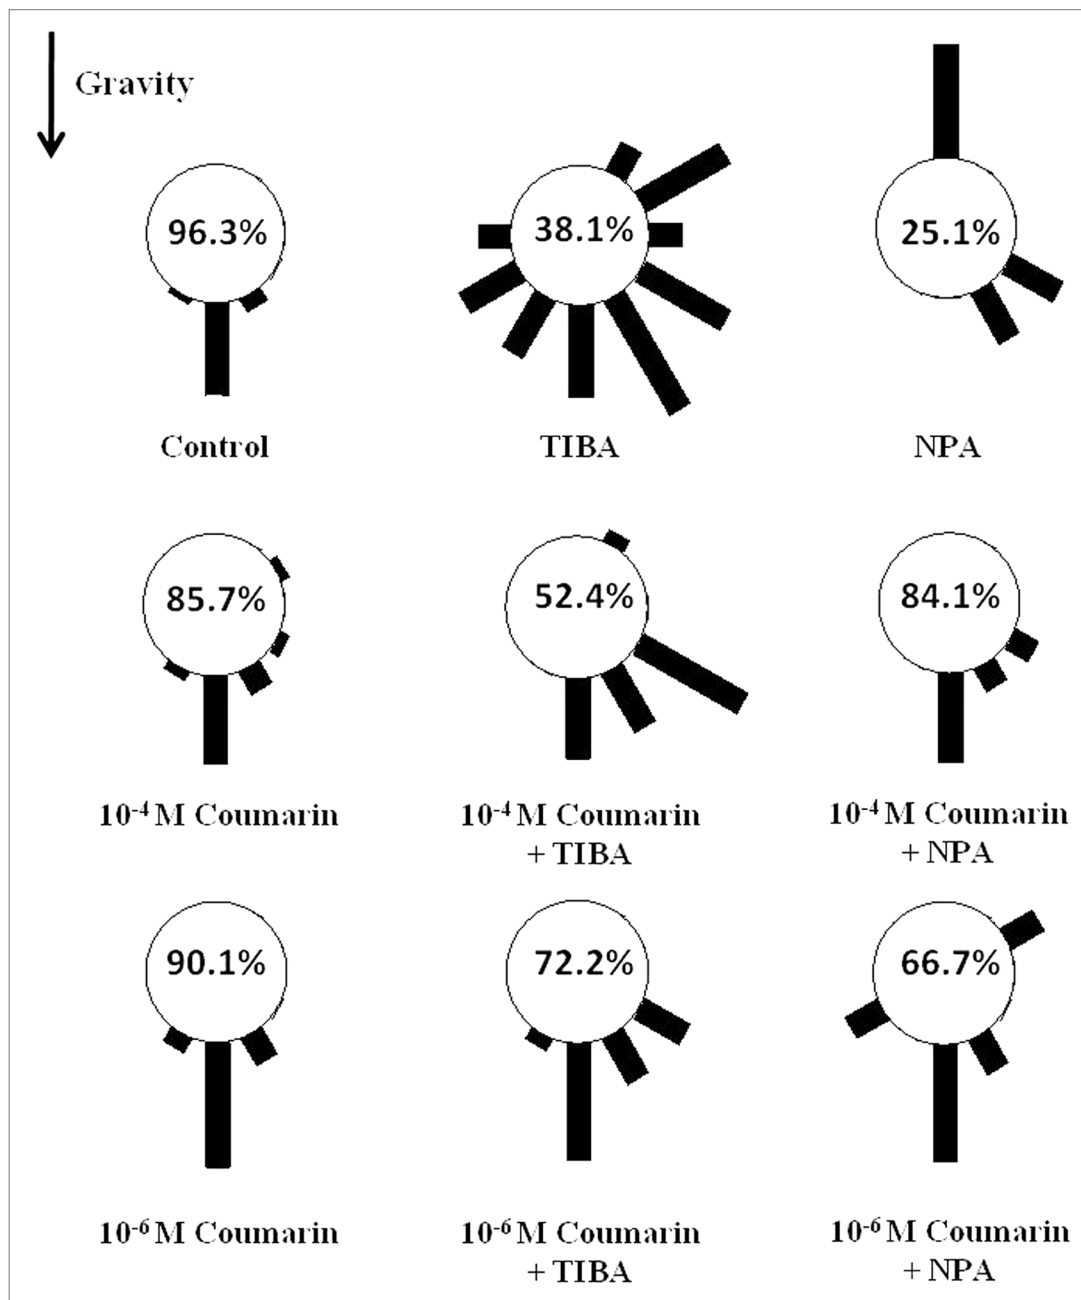 Gravity
96.3%
38.1%
25.1%
Control
TIBA
NPA
85.7%
52.4%
84.1%
10⁻⁴ M Coumarin
10⁻⁴ M Coumarin
+ TIBA
10⁻⁴ M Coumarin
+ NPA
90.1%
72.2%
66.7%
10⁻⁶ M Coumarin
10⁻⁶ M Coumarin
+ TIBA
10⁻⁶ M Coumarin
+ NPA